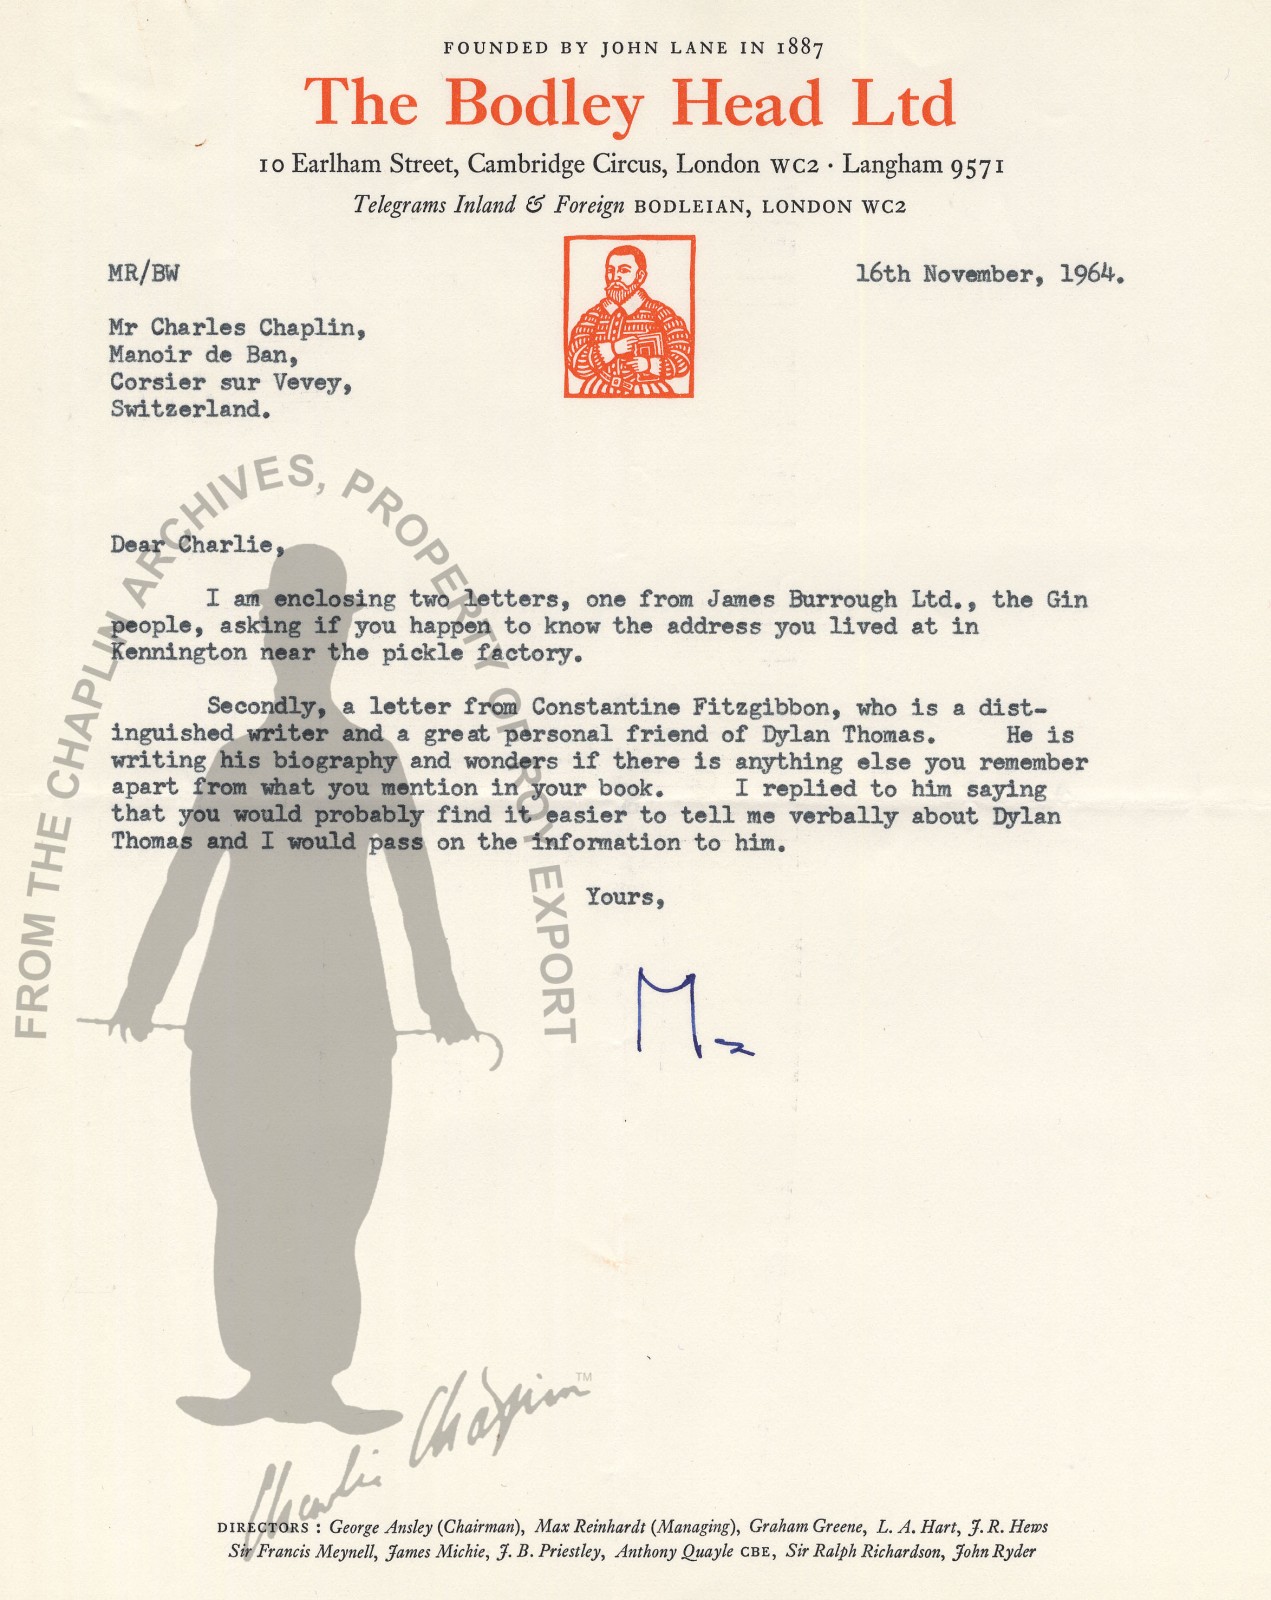 FOUNDED BY JOHN LANE IN 1887
The Bodley Head Ltd
10 Earlham Street, Cambridge Circus, London WC2 · Langham 9571
Telegrams Inland & Foreign BODLEIAN, LONDON WC2
MR/BW
16th November, 1964.
Mr Charles Chaplin,
Manoir de Ban,
Corsier sur Vevey,
Switzerland.
FROM THE CHAPLIN ARCHIVES, PROPERTY OF ROY EXPORT
Dear Charlie,
I am enclosing two letters, one from James Burrough Ltd., the Gin
people, asking if you happen to know the address you lived at in
Kennington near the pickle factory.
Secondly, a letter from Constantine Fitzgibbon, who is a dist-
inguished writer and a great personal friend of Dylan Thomas. He is
writing his biography and wonders if there is anything else you remember
apart from what you mention in your book. I replied to him saying
that you would probably find it easier to tell me verbally about Dylan
Thomas and I would pass on the information to him.
Yours,
M
Charlie Chaplin™
DIRECTORS : George Ansley (Chairman), Max Reinhardt (Managing), Graham Greene, L. A. Hart, J. R. Hews
Sir Francis Meynell, James Michie, J. B. Priestley, Anthony Quayle CBE, Sir Ralph Richardson, John Ryder